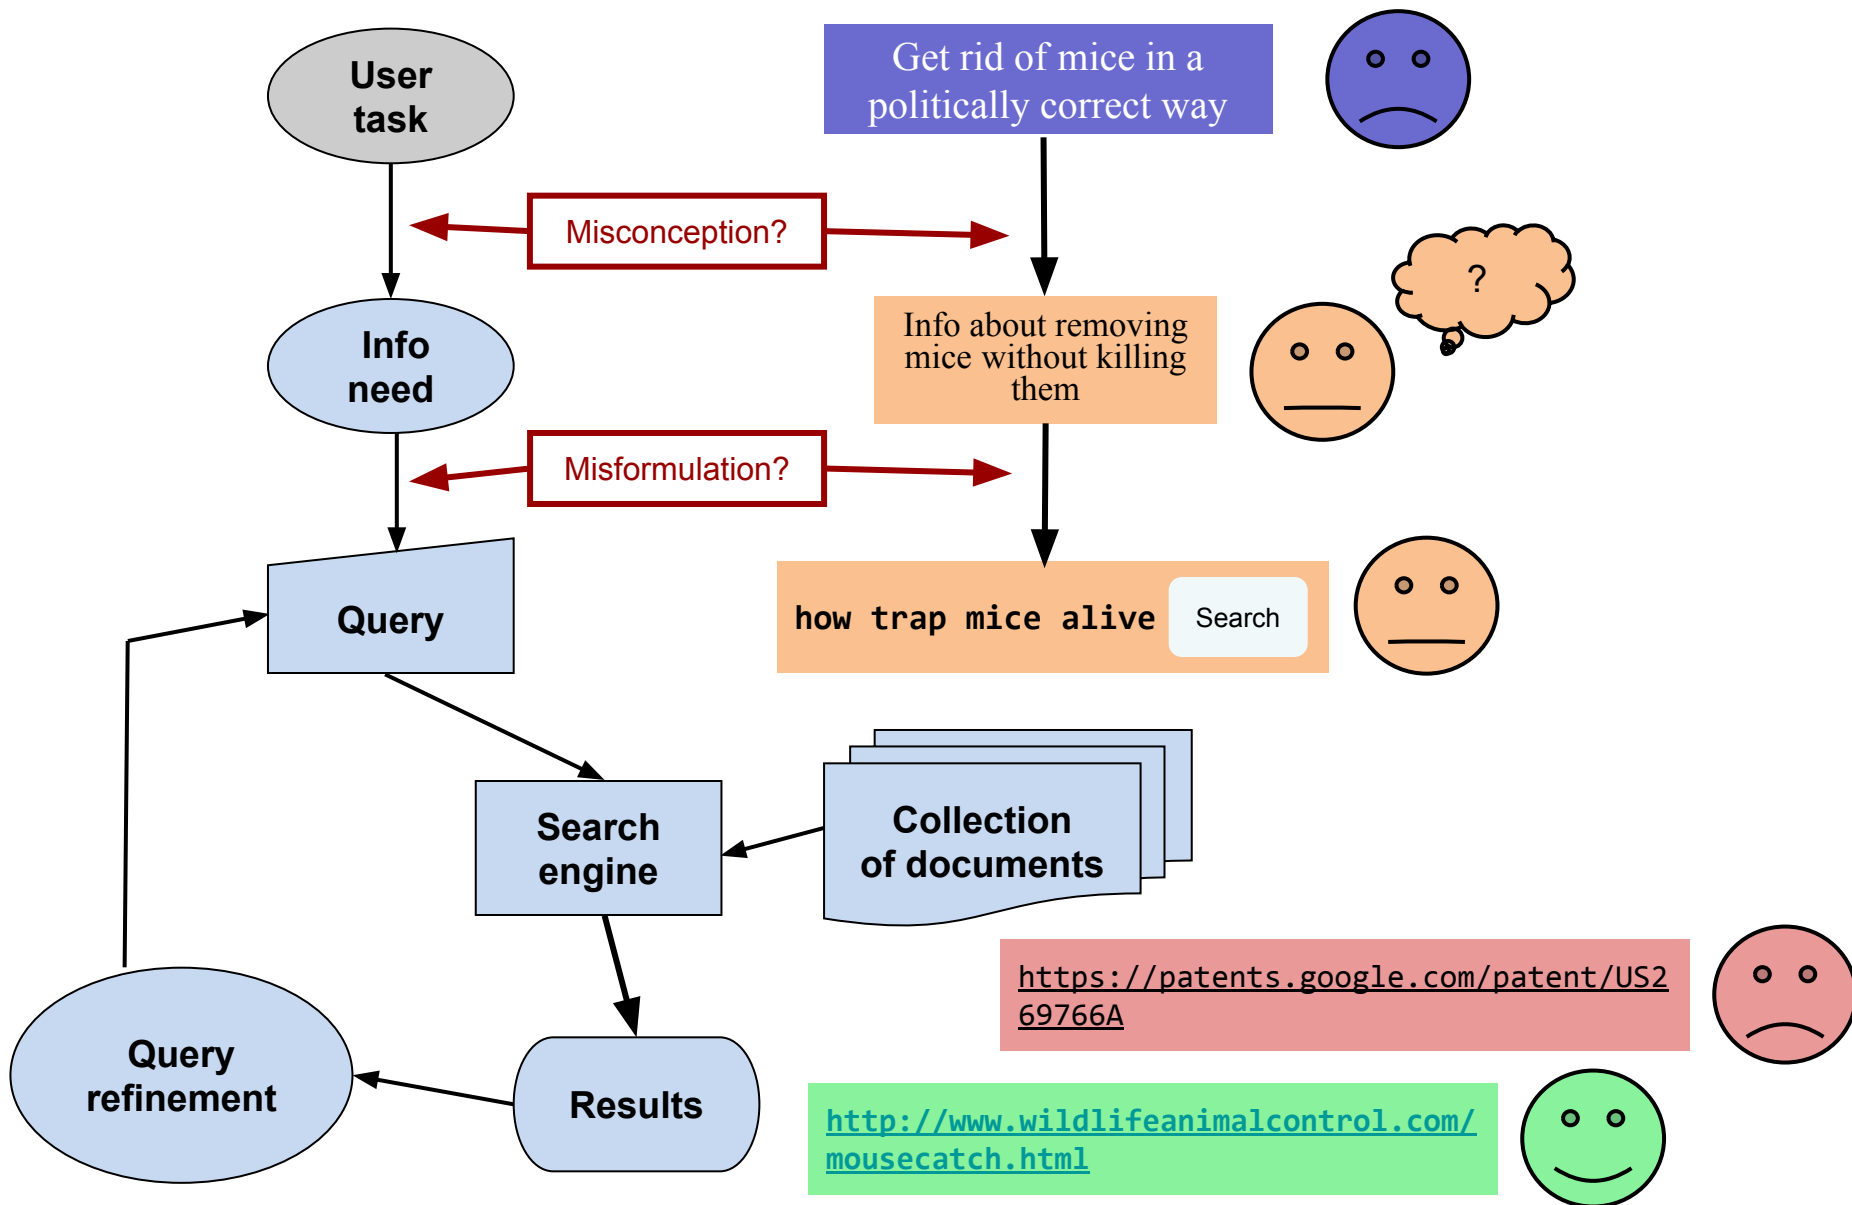 User
task
Get rid of mice in a
politically correct way
Misconception?
?
Info
need
Info about removing
mice without killing
them
Misformulation?
Query
how trap mice alive
Search
Search
engine
Collection
of documents
https://patents.google.com/patent/US2
69766A
Query
refinement
Results
http://www.wildlifeanimalcontrol.com/
mousecatch.html